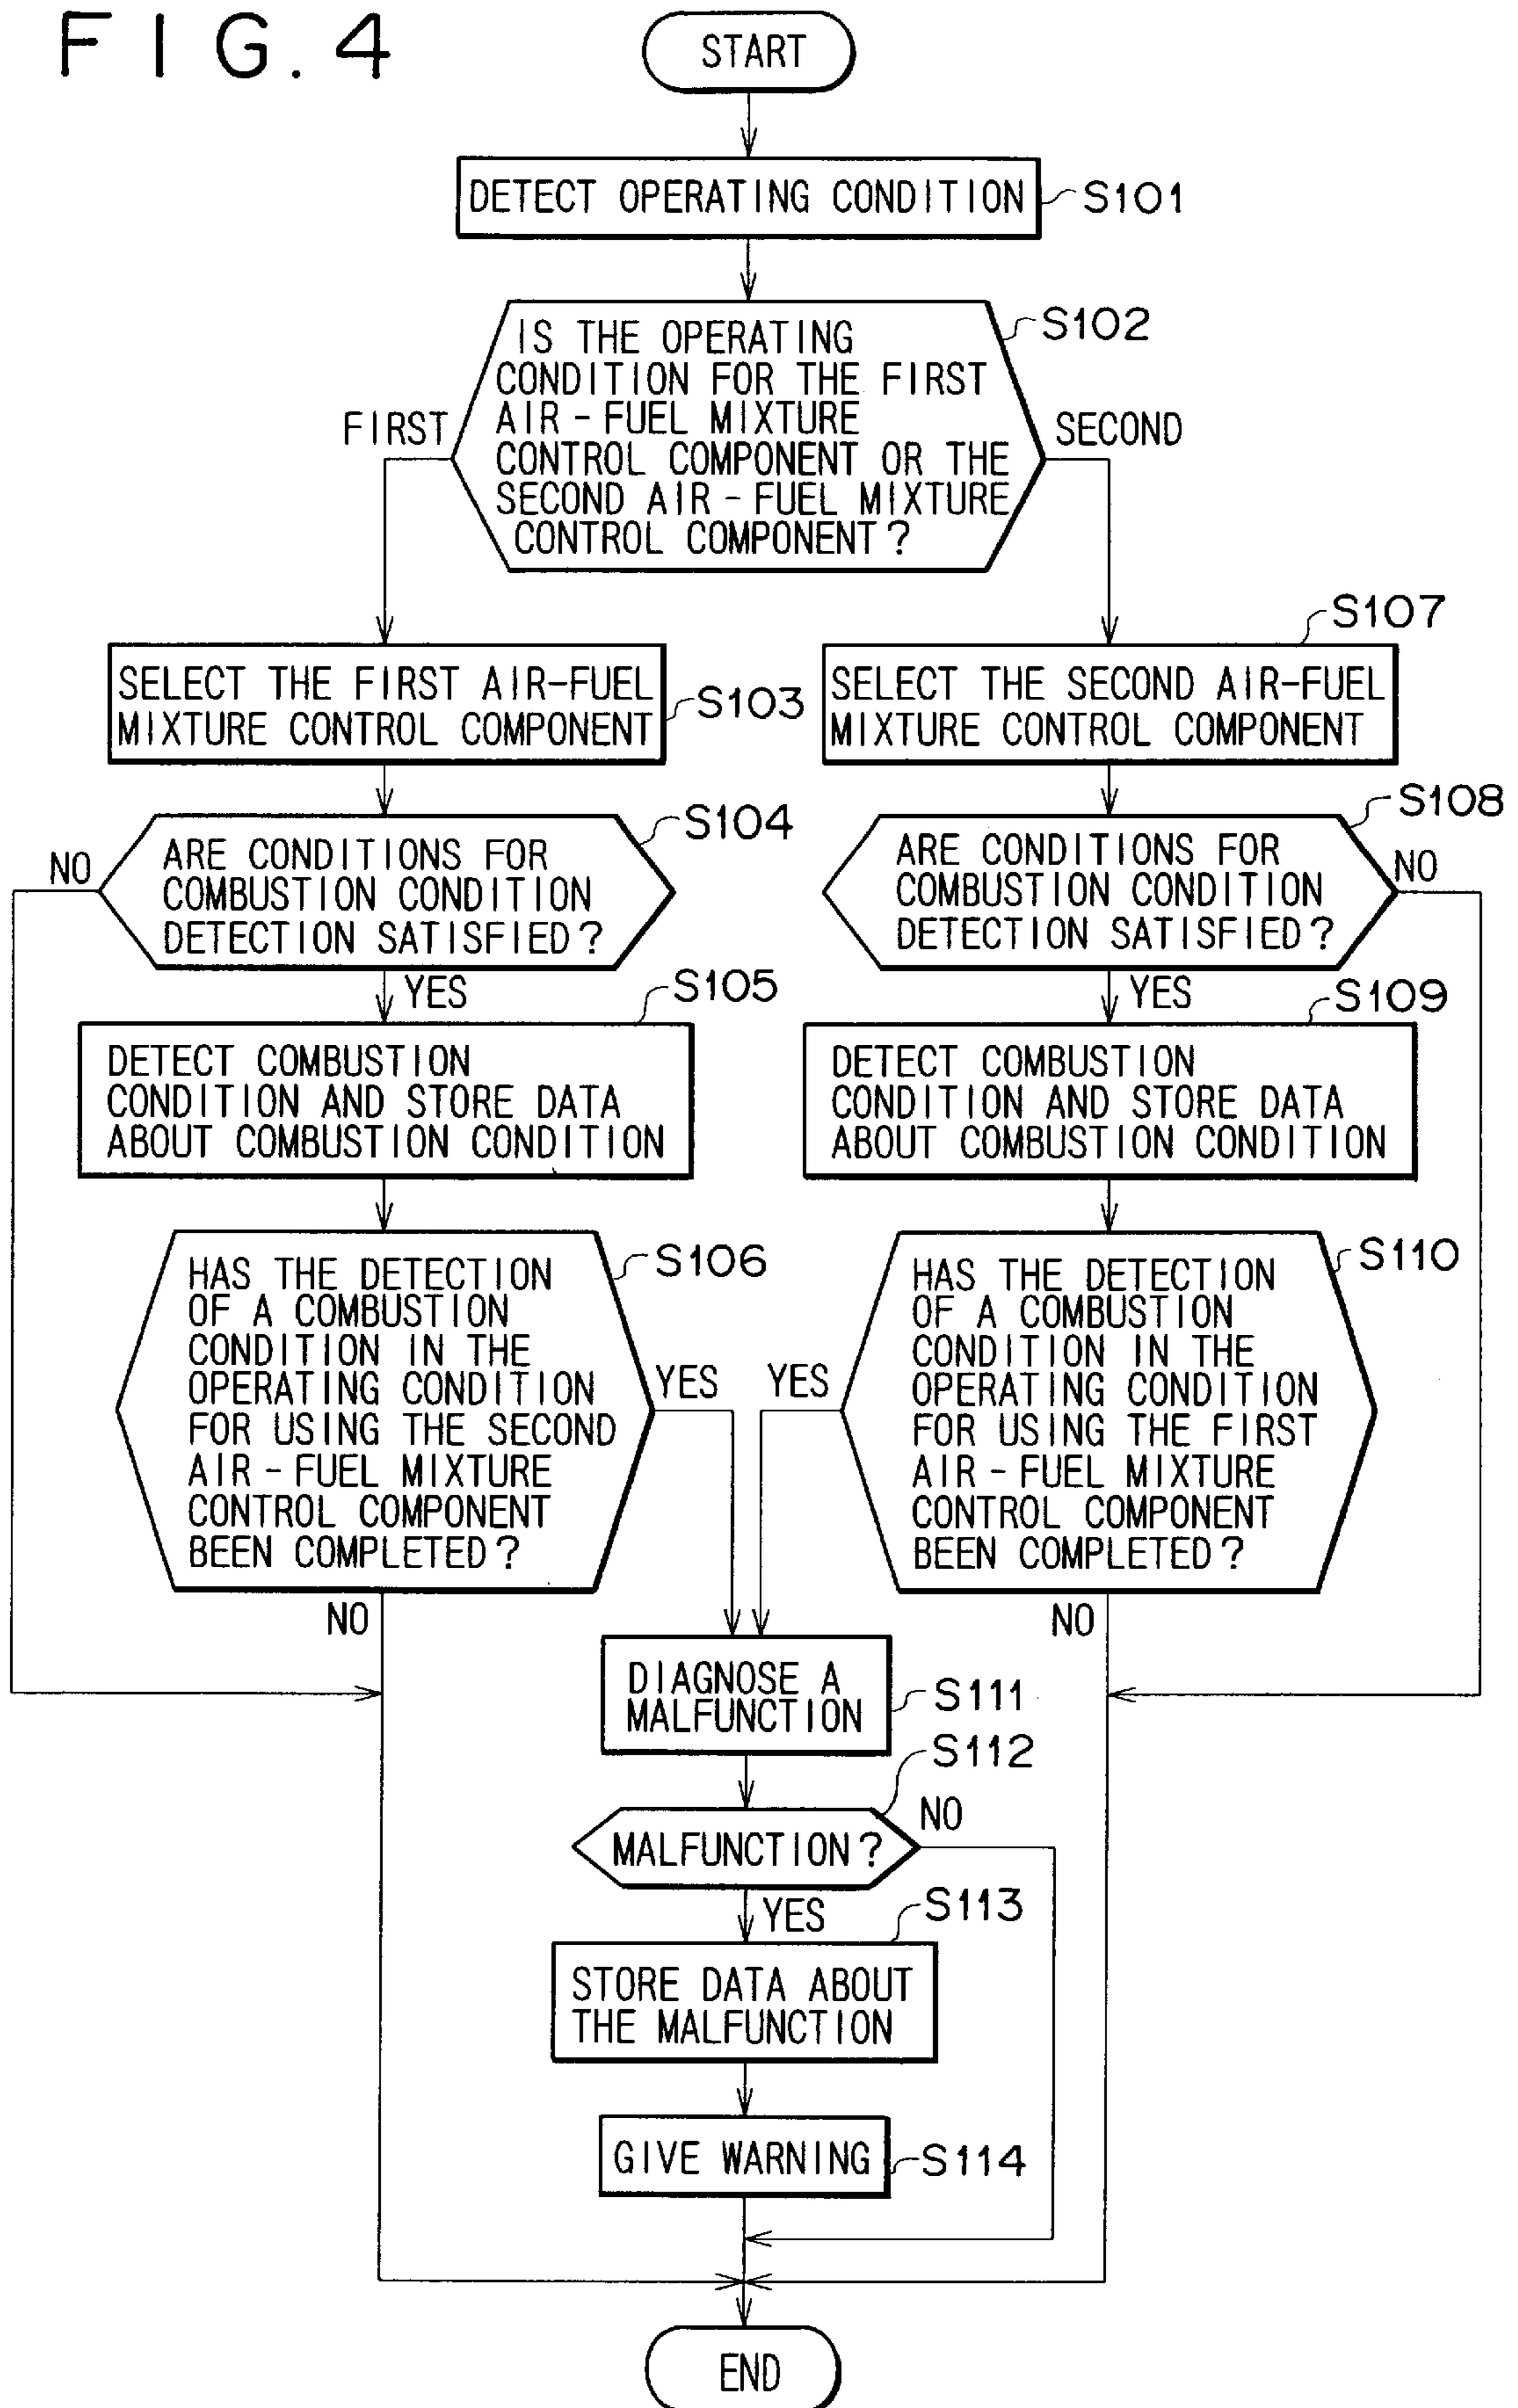 FIG. 4
START
DETECT OPERATING CONDITION
S101
IS THE OPERATING
CONDITION FOR THE FIRST
AIR-FUEL MIXTURE
CONTROL COMPONENT OR THE
SECOND AIR-FUEL MIXTURE
CONTROL COMPONENT?
S102
FIRST
SECOND
SELECT THE FIRST AIR-FUEL
MIXTURE CONTROL COMPONENT
S103
SELECT THE SECOND AIR-FUEL
MIXTURE CONTROL COMPONENT
S107
ARE CONDITIONS FOR
COMBUSTION CONDITION
DETECTION SATISFIED?
S104
NO
YES
ARE CONDITIONS FOR
COMBUSTION CONDITION
DETECTION SATISFIED?
S108
NO
YES
DETECT COMBUSTION
CONDITION AND STORE DATA
ABOUT COMBUSTION CONDITION
S105
DETECT COMBUSTION
CONDITION AND STORE DATA
ABOUT COMBUSTION CONDITION
S109
HAS THE DETECTION
OF A COMBUSTION
CONDITION IN THE
OPERATING CONDITION
FOR USING THE SECOND
AIR-FUEL MIXTURE
CONTROL COMPONENT
BEEN COMPLETED?
S106
YES
NO
HAS THE DETECTION
OF A COMBUSTION
CONDITION IN THE
OPERATING CONDITION
FOR USING THE FIRST
AIR-FUEL MIXTURE
CONTROL COMPONENT
BEEN COMPLETED?
S110
YES
NO
DIAGNOSE A
MALFUNCTION
S111
MALFUNCTION?
S112
NO
YES
STORE DATA ABOUT
THE MALFUNCTION
S113
GIVE WARNING
S114
END